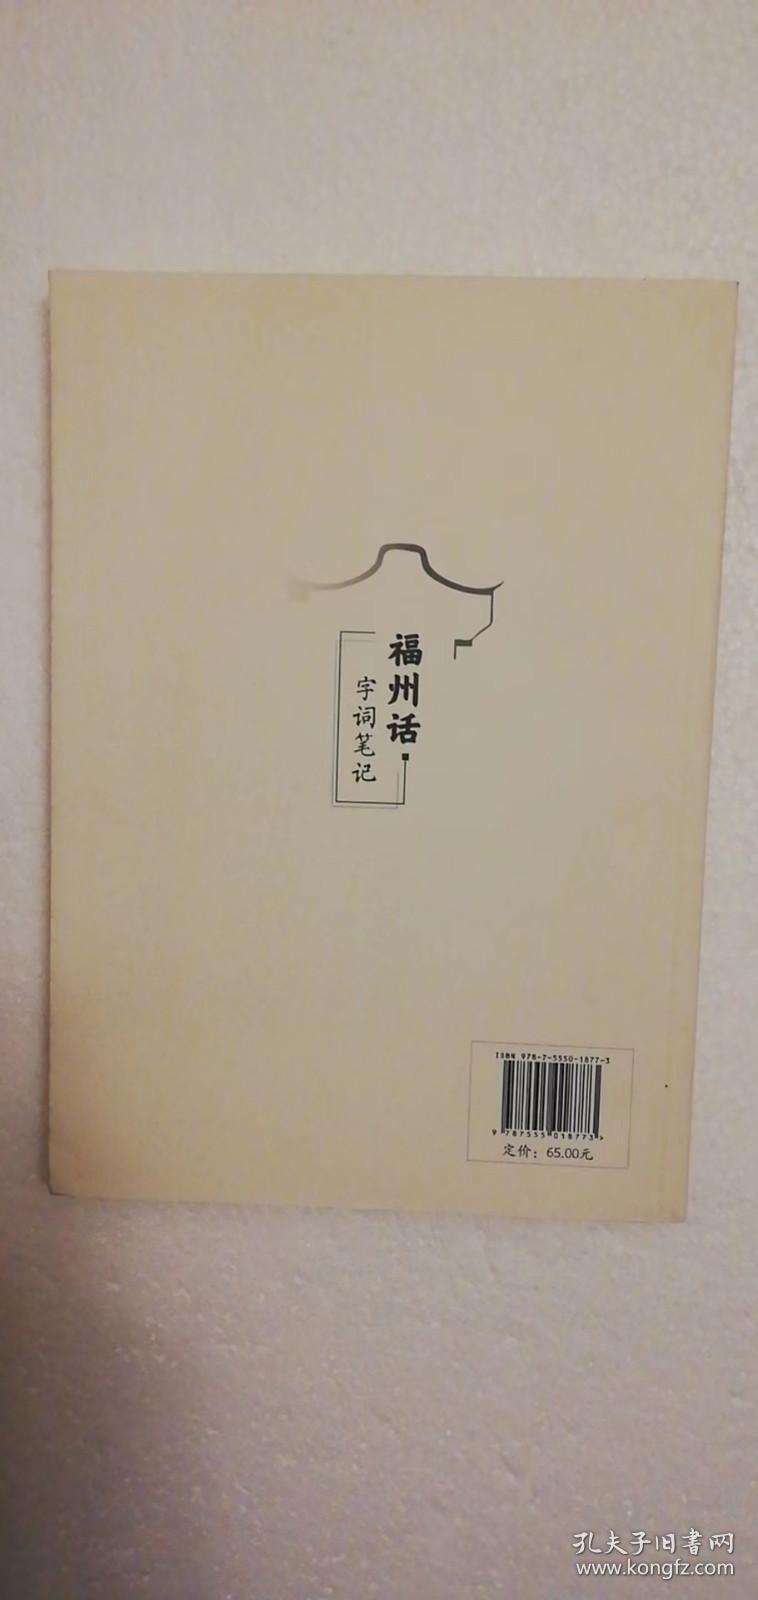 福州话
字词笔记
ISBN 978-7-5550-1877-3
9 787555 018773 >
定价：65.00元
孔夫子旧書网
www.kongfz.com